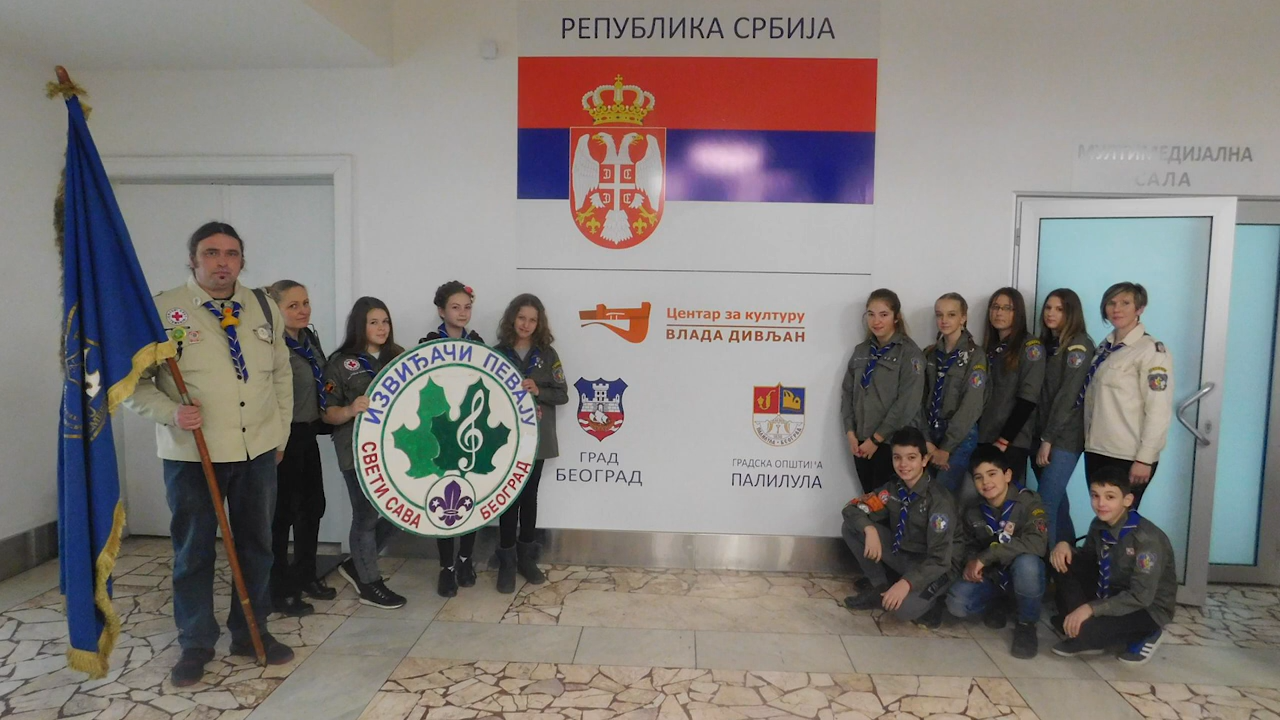 РЕПУБЛИКА СРБИЈА
МУЛТИМЕДИЈАЛНА
САЛА
Центар за културу
ВЛАДА ДИВЉАН
ИЗВИЂАЧИ ПЕВАЈУ
СВЕТИ САВА
БЕОГРАД
ГРАД
БЕОГРАД
ГРАДСКА ОПШТИНА
ПАЛИЛУЛА